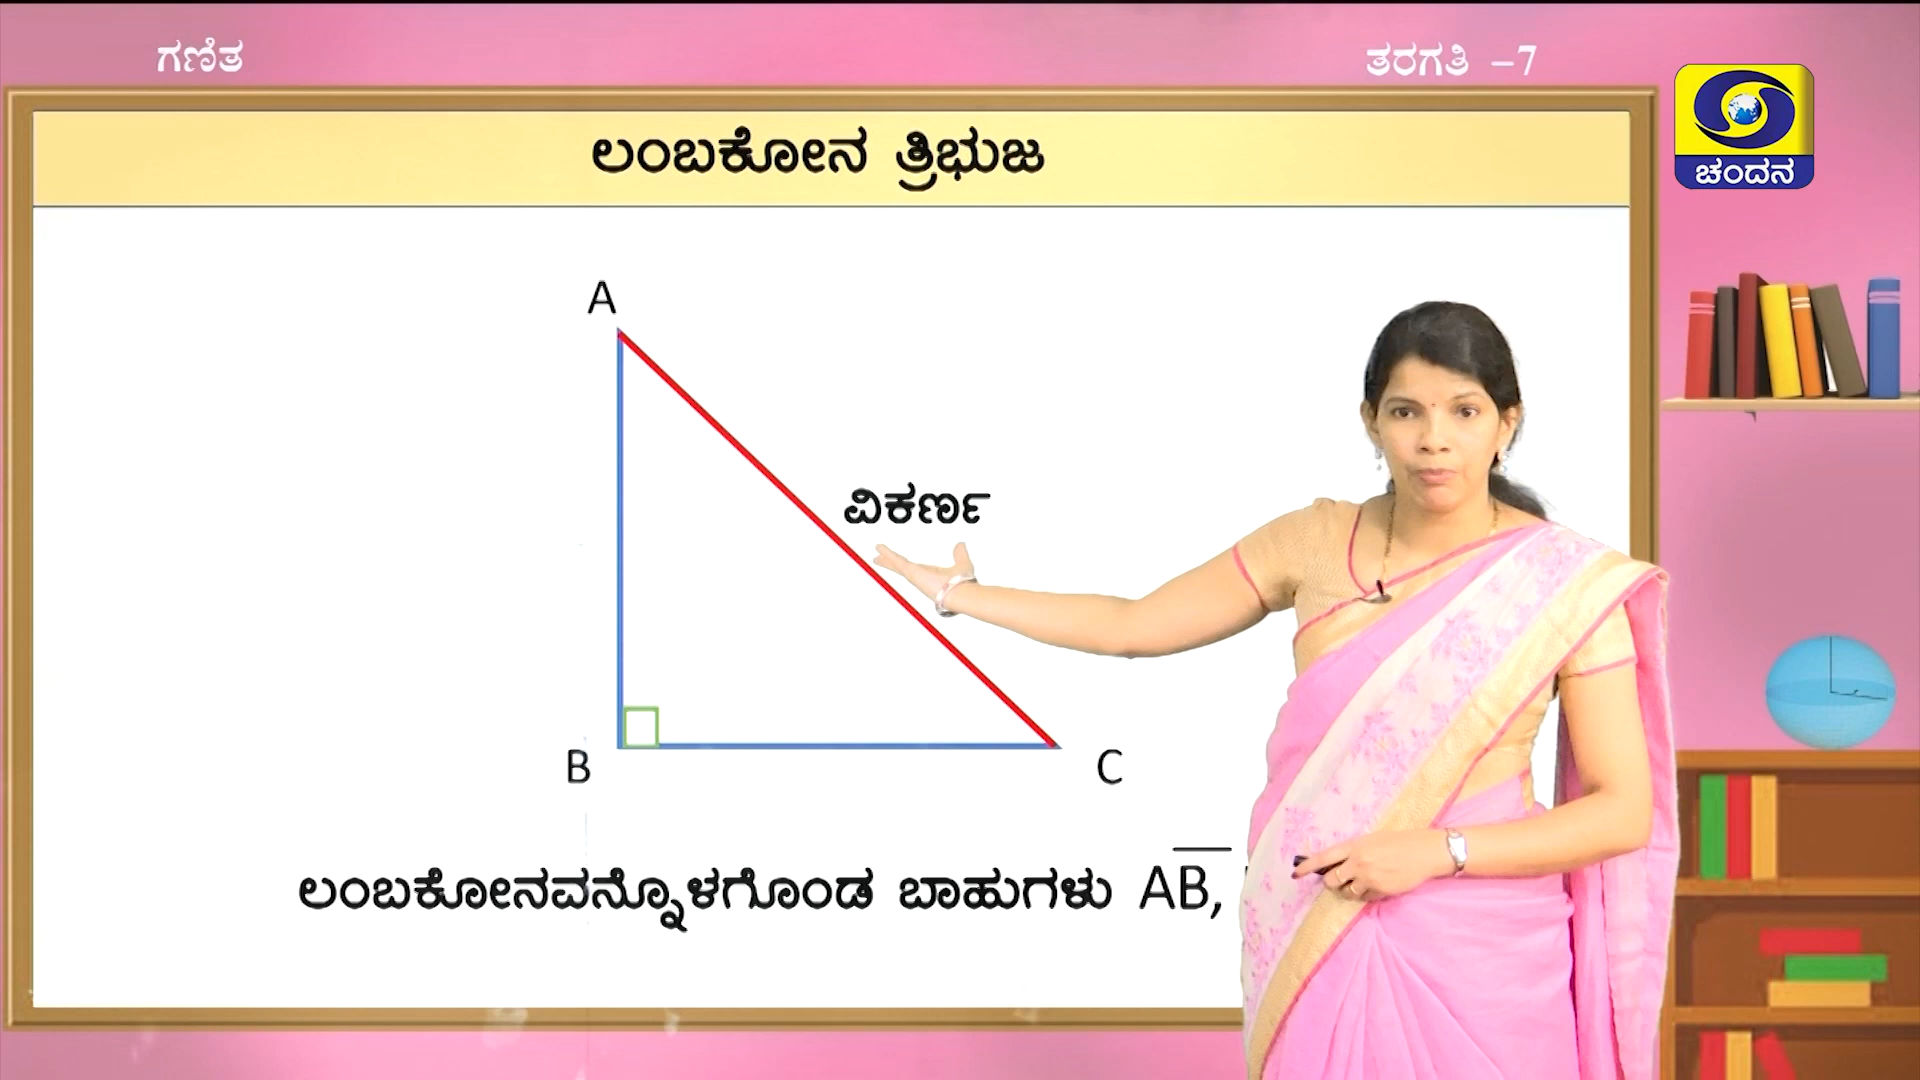 ಗಣಿತ
ತರಗತಿ –7
ಚಂದನ
ಲಂಬಕೋನ ತ್ರಿಭುಜ
A
ವಿಕರ್ಣ
B
C
ಲಂಬಕೋನವನ್ನೊಳಗೊಂಡ ಬಾಹುಗಳು AB,